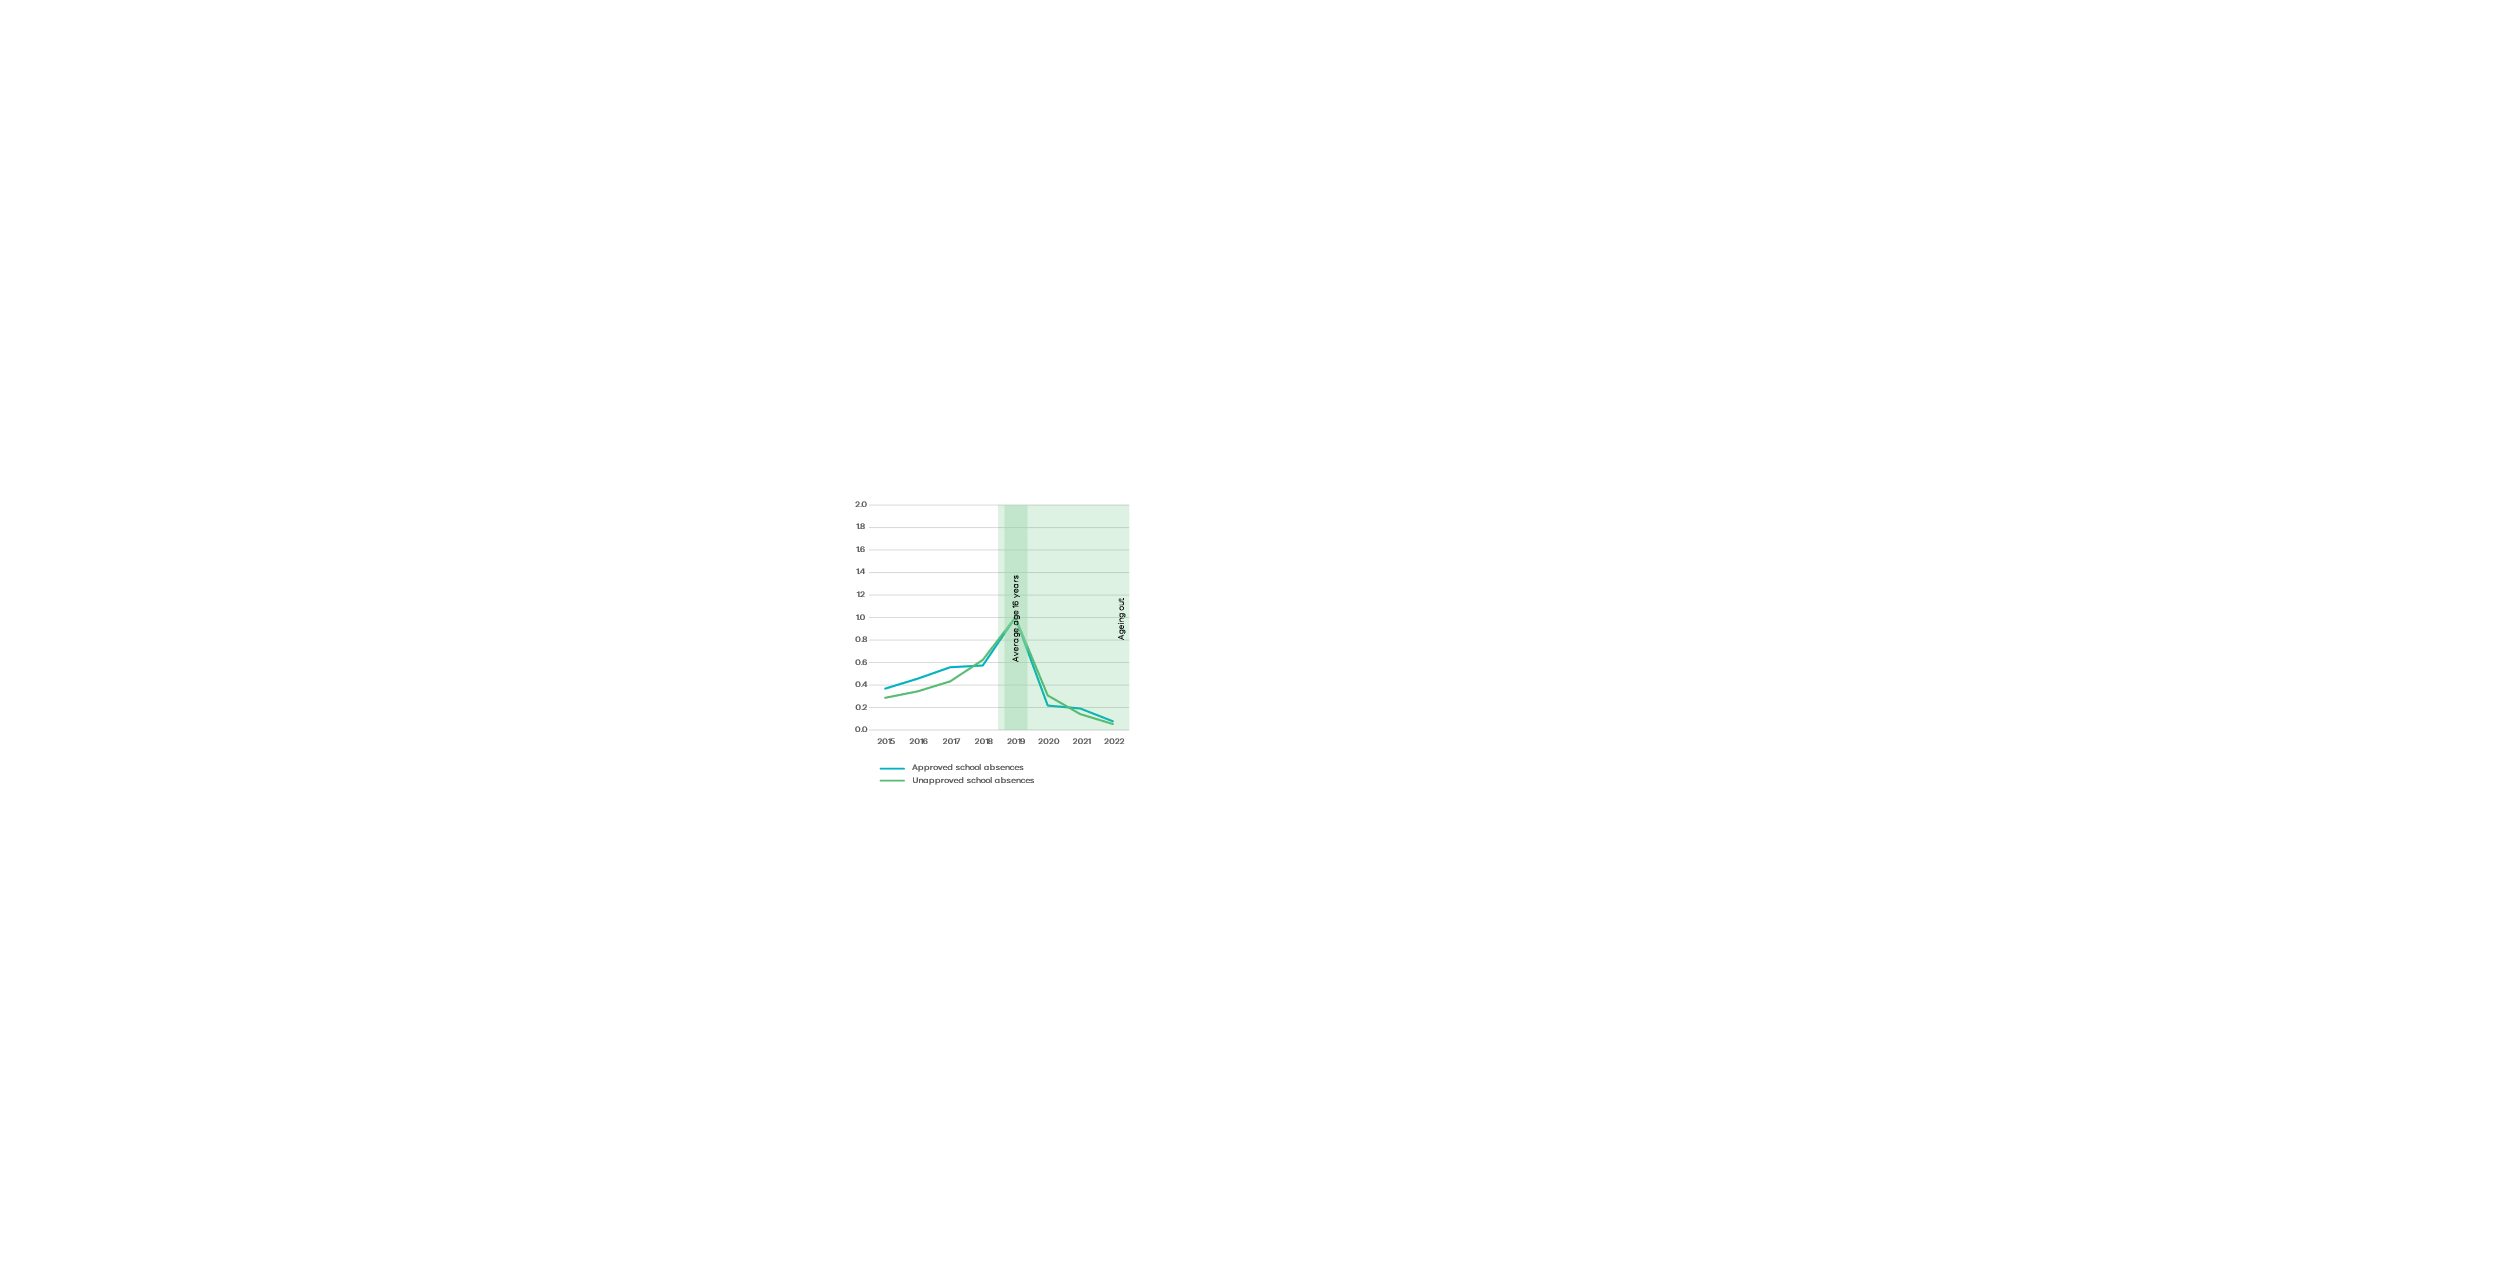 2.0
1.8
1.6
1.4
1.2
1.0
0.8
0.6
0.4
0.2
0.0
Average age 16 years
Ageing out
2015 2016 2017 2018 2019 2020 2021 2022
Approved school absences
Unapproved school absences